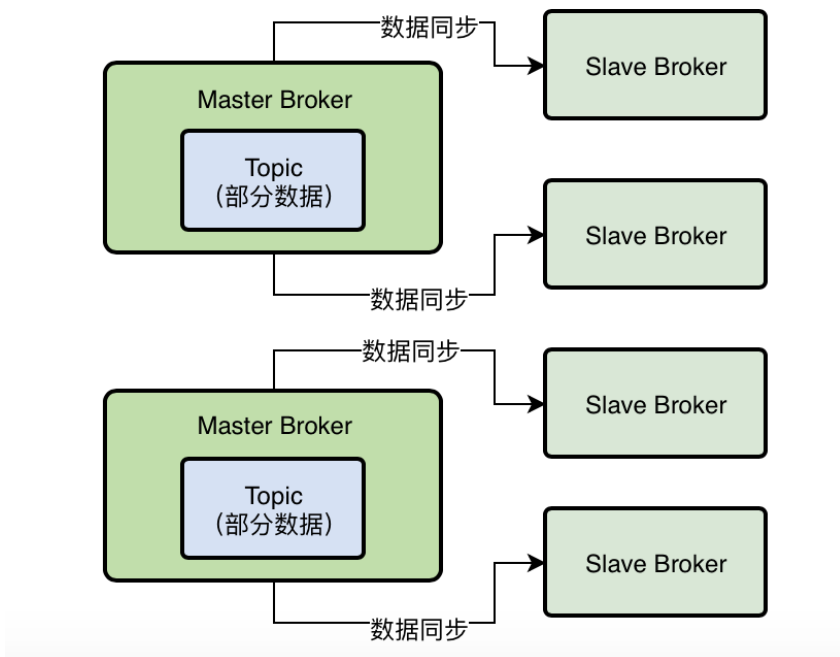 数据同步
Slave Broker
Master Broker
Topic
（部分数据）
Slave Broker
数据同步
数据同步
Slave Broker
Master Broker
Topic
（部分数据）
Slave Broker
数据同步